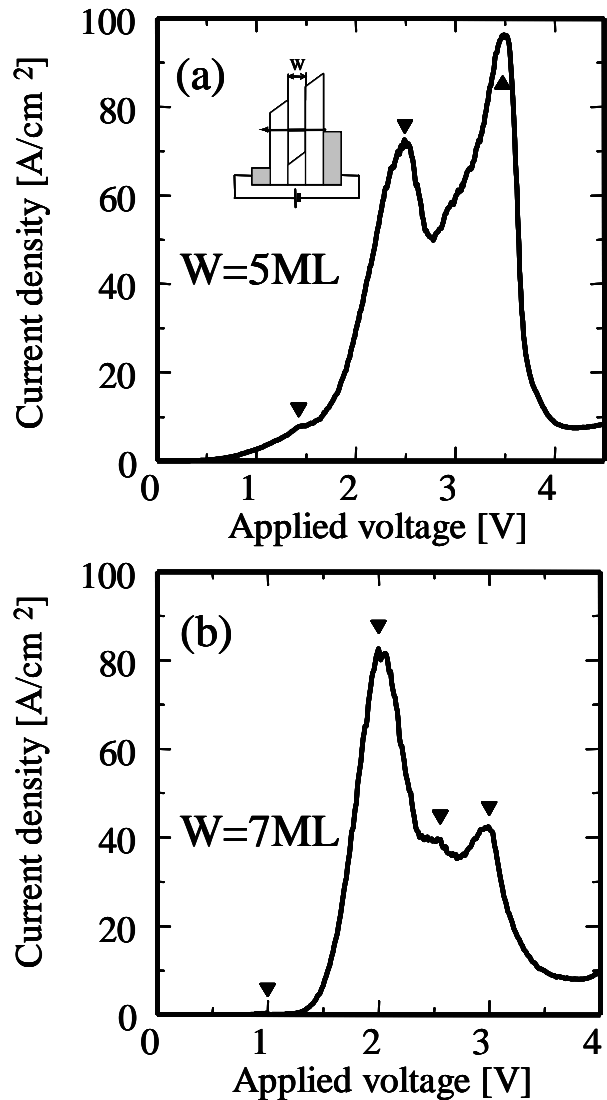 100
80
60
40
20
0
Current density [A/cm 2]
(a)
W
W=5ML
0 1 2 3 4
Applied voltage [V]
100
80
60
40
20
0
Current density [A/cm 2]
(b)
W=7ML
0 1 2 3 4
Applied voltage [V]